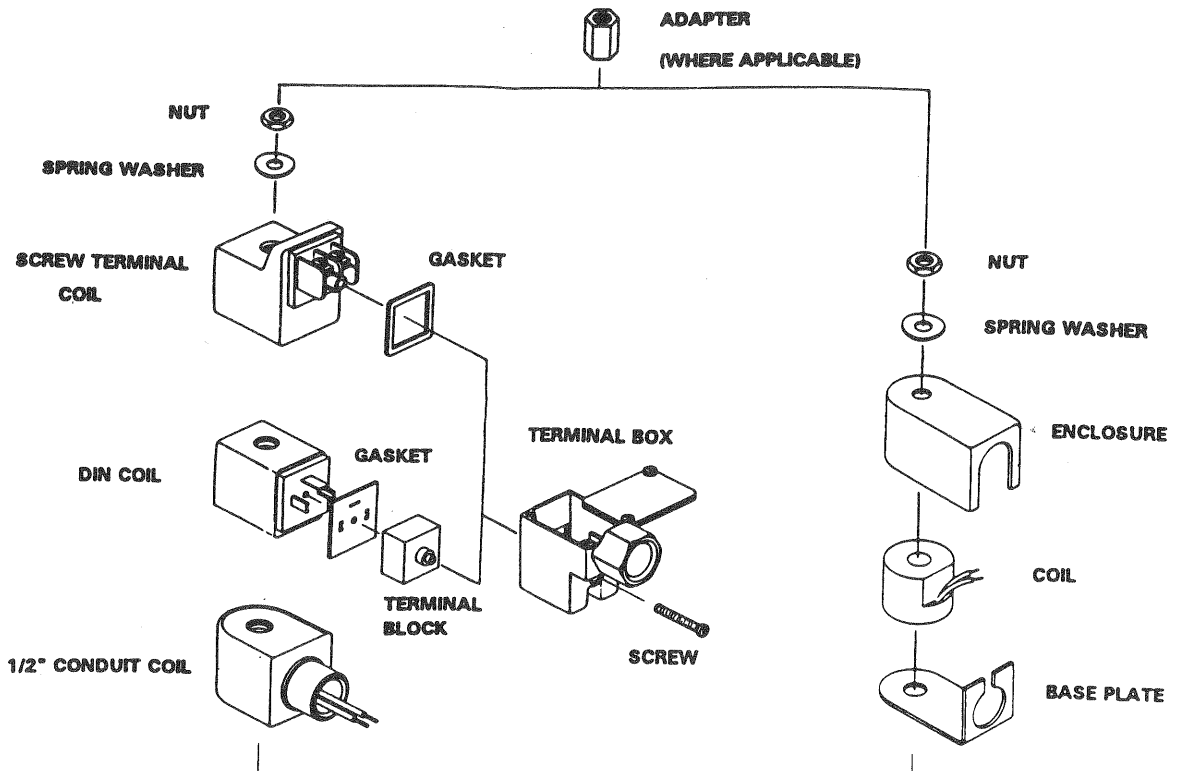 ADAPTER
(WHERE APPLICABLE)
NUT
SPRING WASHER
SCREW TERMINAL
COIL
GASKET
NUT
SPRING WASHER
ENCLOSURE
TERMINAL BOX
GASKET
DIN COIL
COIL
TERMINAL
BLOCK
SCREW
1/2" CONDUIT COIL
BASE PLATE